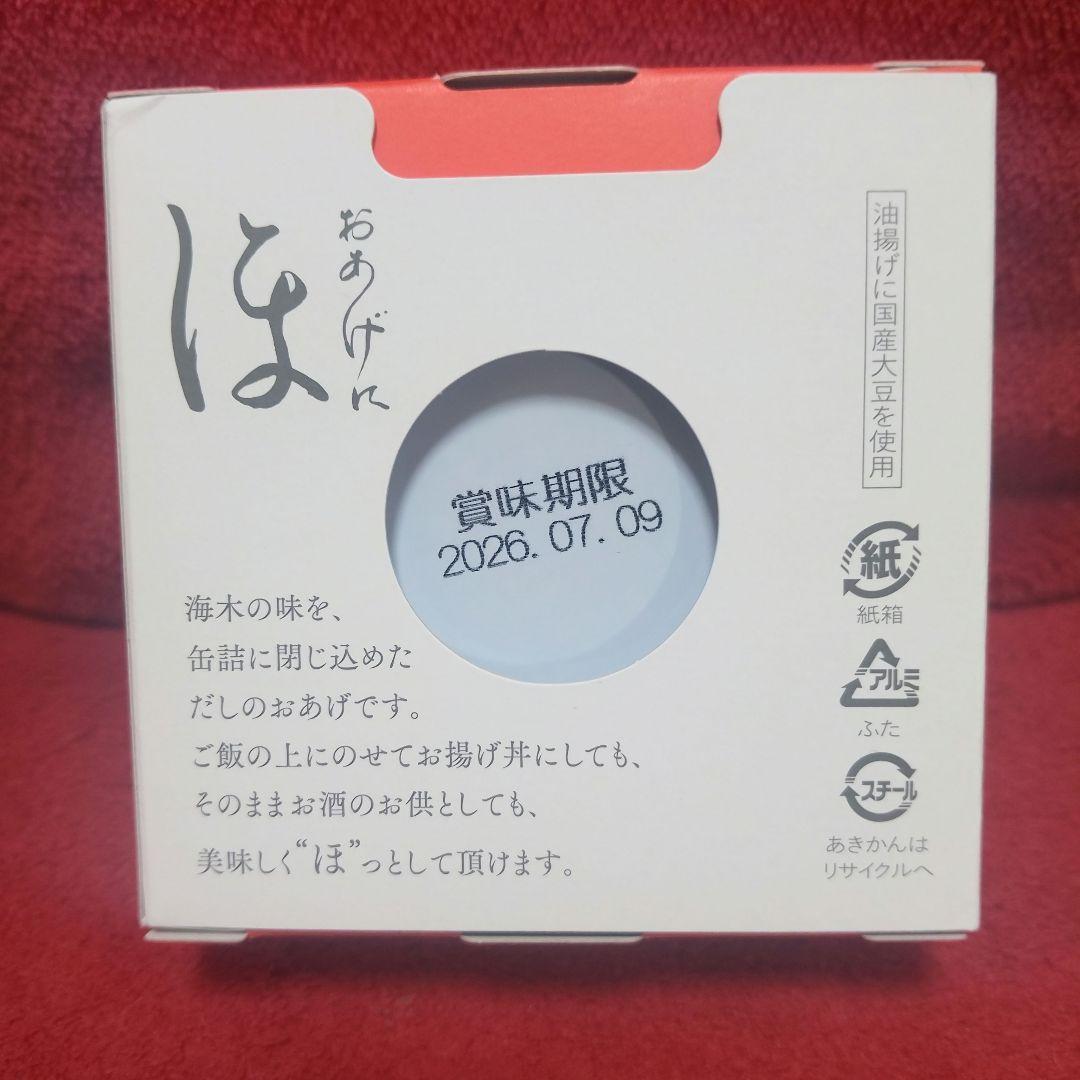 おあげに
ほ
油揚げに国産大豆を使用
賞味期限
2026.07.09
海木の味を、
缶詰に閉じ込めた
だしのおあげです。
ご飯の上にのせてお揚げ丼にしても、
そのままお酒のお供としても、
美味しく“ほ”っとして頂けます。
紙
紙箱
アルミ
ふた
スチール
あきかんは
リサイクルへ